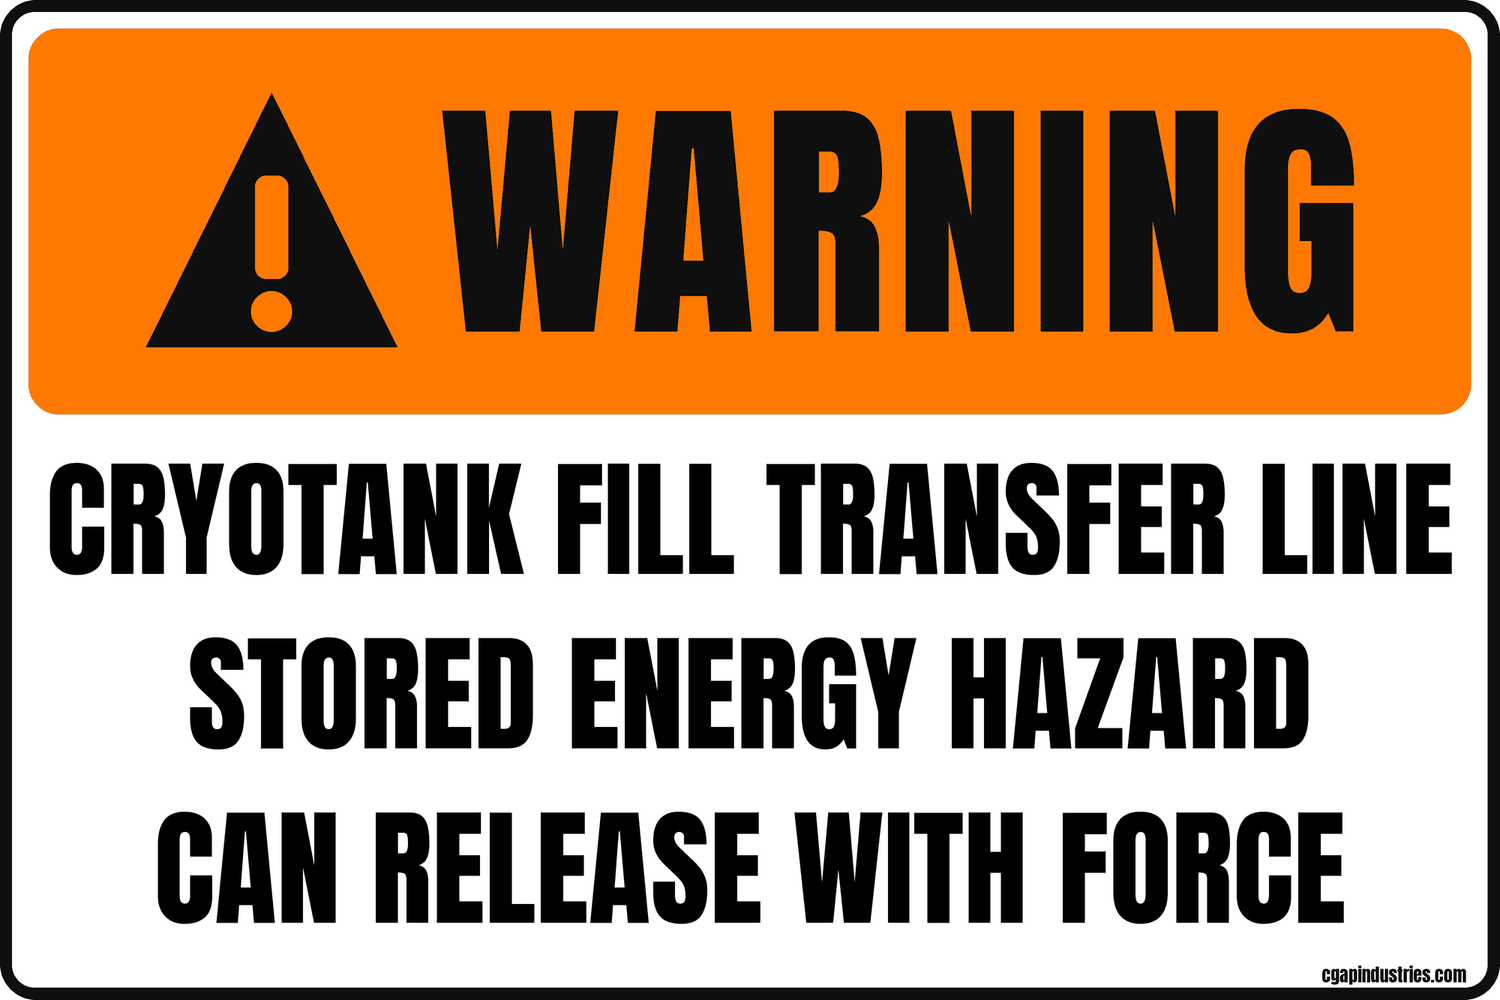 WARNING
CRYOTANK FILL TRANSFER LINE
STORED ENERGY HAZARD
CAN RELEASE WITH FORCE
cgapindustries.com